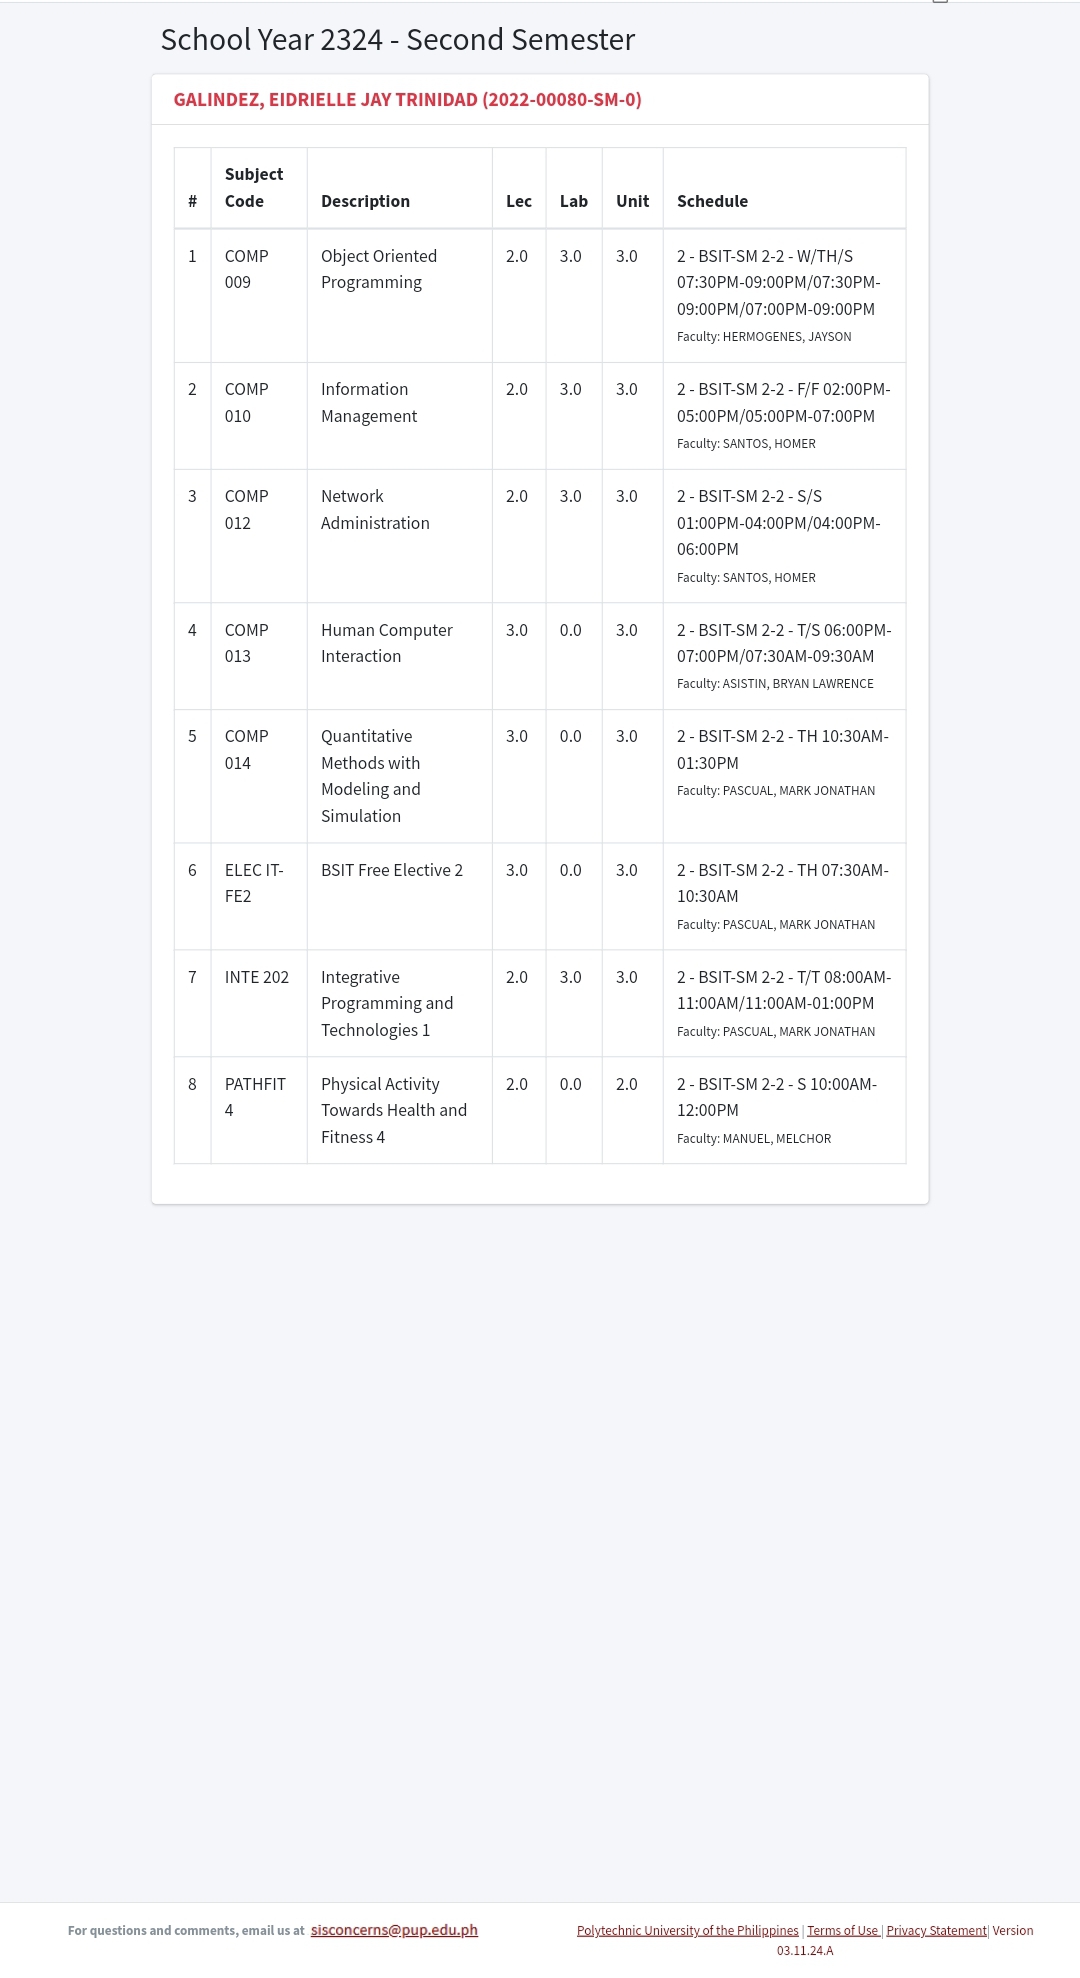 School Year 2324 - Second Semester
GALINDEZ, EIDRIELLE JAY TRINIDAD (2022-00080-SM-0)
Subject
# Code Description Lec Lab Unit Schedule
1 COMP Object Oriented 2.0 3.0 3.0 2 - BSIT-SM 2-2 - W/TH/S
009 Programming 07:30PM-09:00PM/07:30PM-
09:00PM/07:00PM-09:00PM
Faculty: HERMOGENES, JAYSON
2 COMP Information 2.0 3.0 3.0 2 - BSIT-SM 2-2 - F/F 02:00PM-
010 Management 05:00PM/05:00PM-07:00PM
Faculty: SANTOS, HOMER
3 COMP Network 2.0 3.0 3.0 2 - BSIT-SM 2-2 - S/S
012 Administration 01:00PM-04:00PM/04:00PM-
06:00PM
Faculty: SANTOS, HOMER
4 COMP Human Computer 3.0 0.0 3.0 2 - BSIT-SM 2-2 - T/S 06:00PM-
013 Interaction 07:00PM/07:30AM-09:30AM
Faculty: ASISTIN, BRYAN LAWRENCE
5 COMP Quantitative 3.0 0.0 3.0 2 - BSIT-SM 2-2 - TH 10:30AM-
014 Methods with 01:30PM
Modeling and Faculty: PASCUAL, MARK JONATHAN
Simulation
6 ELEC IT- BSIT Free Elective 2 3.0 0.0 3.0 2 - BSIT-SM 2-2 - TH 07:30AM-
FE2 10:30AM
Faculty: PASCUAL, MARK JONATHAN
7 INTE 202 Integrative 2.0 3.0 3.0 2 - BSIT-SM 2-2 - T/T 08:00AM-
Programming and 11:00AM/11:00AM-01:00PM
Technologies 1 Faculty: PASCUAL, MARK JONATHAN
8 PATHFIT Physical Activity 2.0 0.0 2.0 2 - BSIT-SM 2-2 - S 10:00AM-
4 Towards Health and 12:00PM
Fitness 4 Faculty: MANUEL, MELCHOR
For questions and comments, email us at sisconcerns@pup.edu.ph
Polytechnic University of the Philippines | Terms of Use | Privacy Statement| Version
03.11.24.A